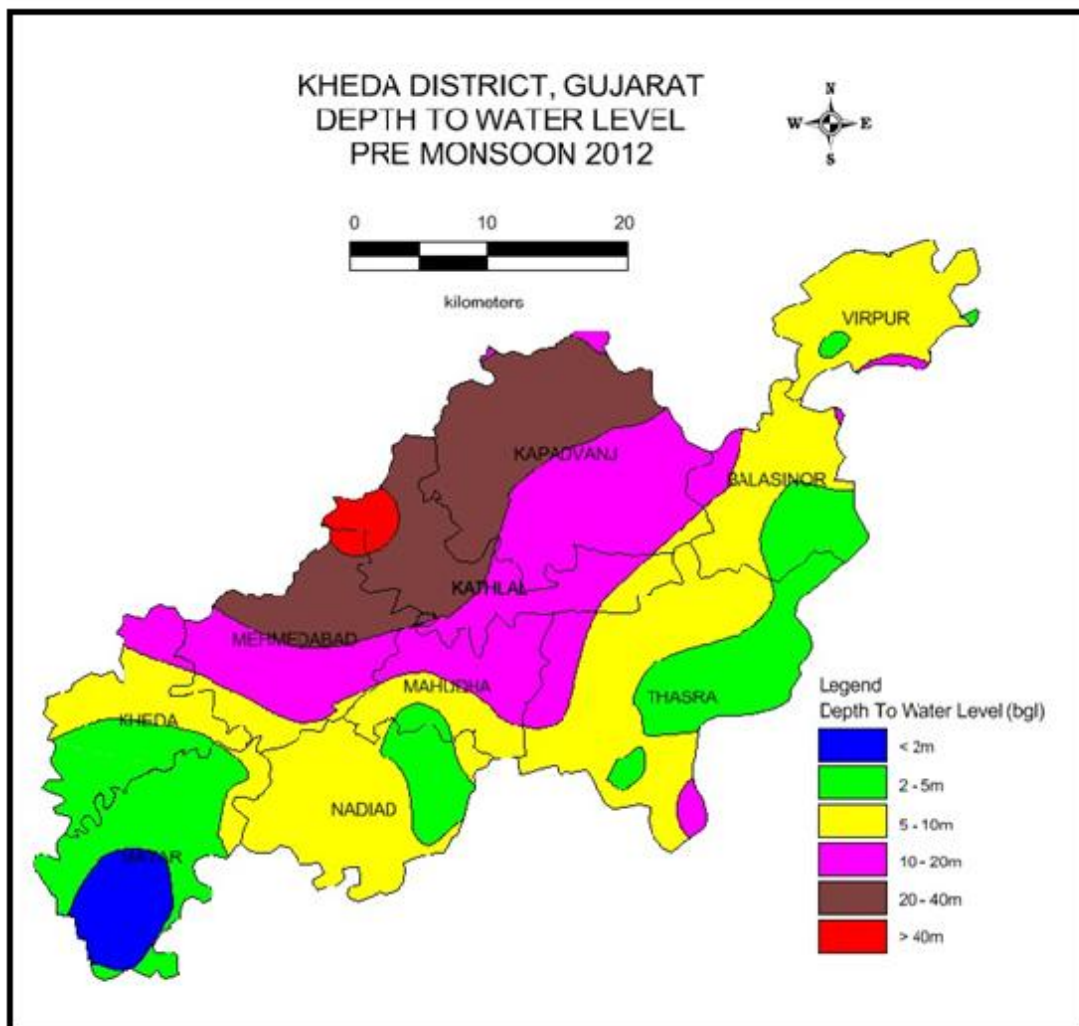 KHEDA DISTRICT, GUJARAT
DEPTH TO WATER LEVEL
PRE MONSOON 2012
N
W E
S
0 10 20
kilometers
VIRPUR
KAPADVANJ
BALASINOR
KATHLAL
MEHMEDABAD
MAHUDHA
THASRA
KHEDA
NADIAD
MATAR
Legend
Depth To Water Level (bgl)
< 2m
2 - 5m
5 - 10m
10 - 20m
20 - 40m
> 40m